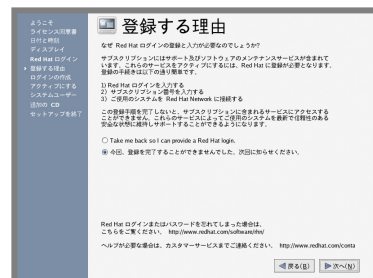 ようこそ
ライセンス同意書
日付と時刻
ディスプレイ
Red Hat ログイン
登録する理由
ログインの作成
アクティブにする
システムユーザー
追加の CD
セットアップを終了
登録する理由
なぜ Red Hat ログインの登録と入力が必要なのでしょうか?
サブスクリプションにはサポート及びソフトウェアのメンテナンスサービスが含まれて
います、これらのサービスをアクティブにするには、Red Hat に登録が必要となります。
登録の手続きは以下の通り簡単です。
1) Red Hat ログインを入力する
2) サブスクリプション番号を入力する
3) ご使用のシステムを Red Hat Network に接続する
この登録手順を完了しないと、サブスクリプションに含まれるサービスにアクセスする
ことができません、これらのサービスによってご使用のシステムを最新で信頼性のある
安全な状態に維持しサポートすることができるようになります。
Take me back so I can provide a Red Hat login.
今回、登録を完了することができませんでした、次回に知らせください。
Red Hat ログインまたはパスワードを忘れてしまった場合は、
こちらをご覧ください、 http://www.redhat.com/software/rhn/
ヘルプが必要な場合は、カスタマーサービスまでご連絡ください、 http://www.redhat.com/conta
戻る(B)
次へ(N)